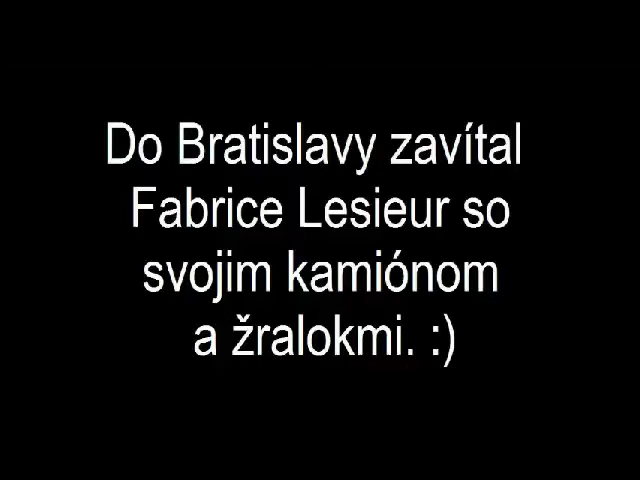 Do Bratislavy zavítal
Fabrice Lesieur so
svojim kamiónom
a žralokmi. :)